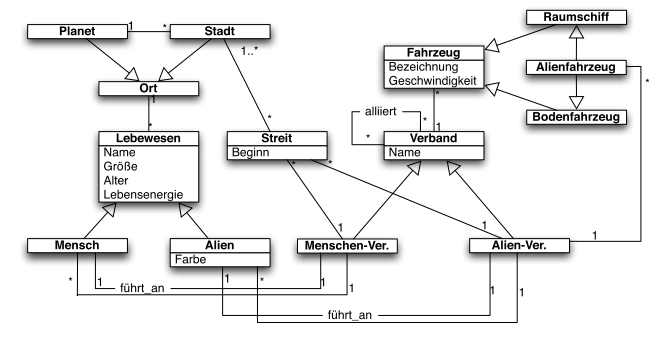 Raumschiff
Planet 1 * Stadt
1..*
Fahrzeug
Bezeichnung
Geschwindigkeit
Alienfahrzeug
*
Ort
1
* 1
alliiert * *
Bodenfahrzeug
*
Lebewesen
Name
Größe
Alter
Lebensenergie
*
Streit
Beginn
* *
Verband
Name
1 1 1
Mensch
Alien
Farbe
Menschen-Ver.
Alien-Ver.
* 1 führt_an 1 1
1 * führt_an 1 1